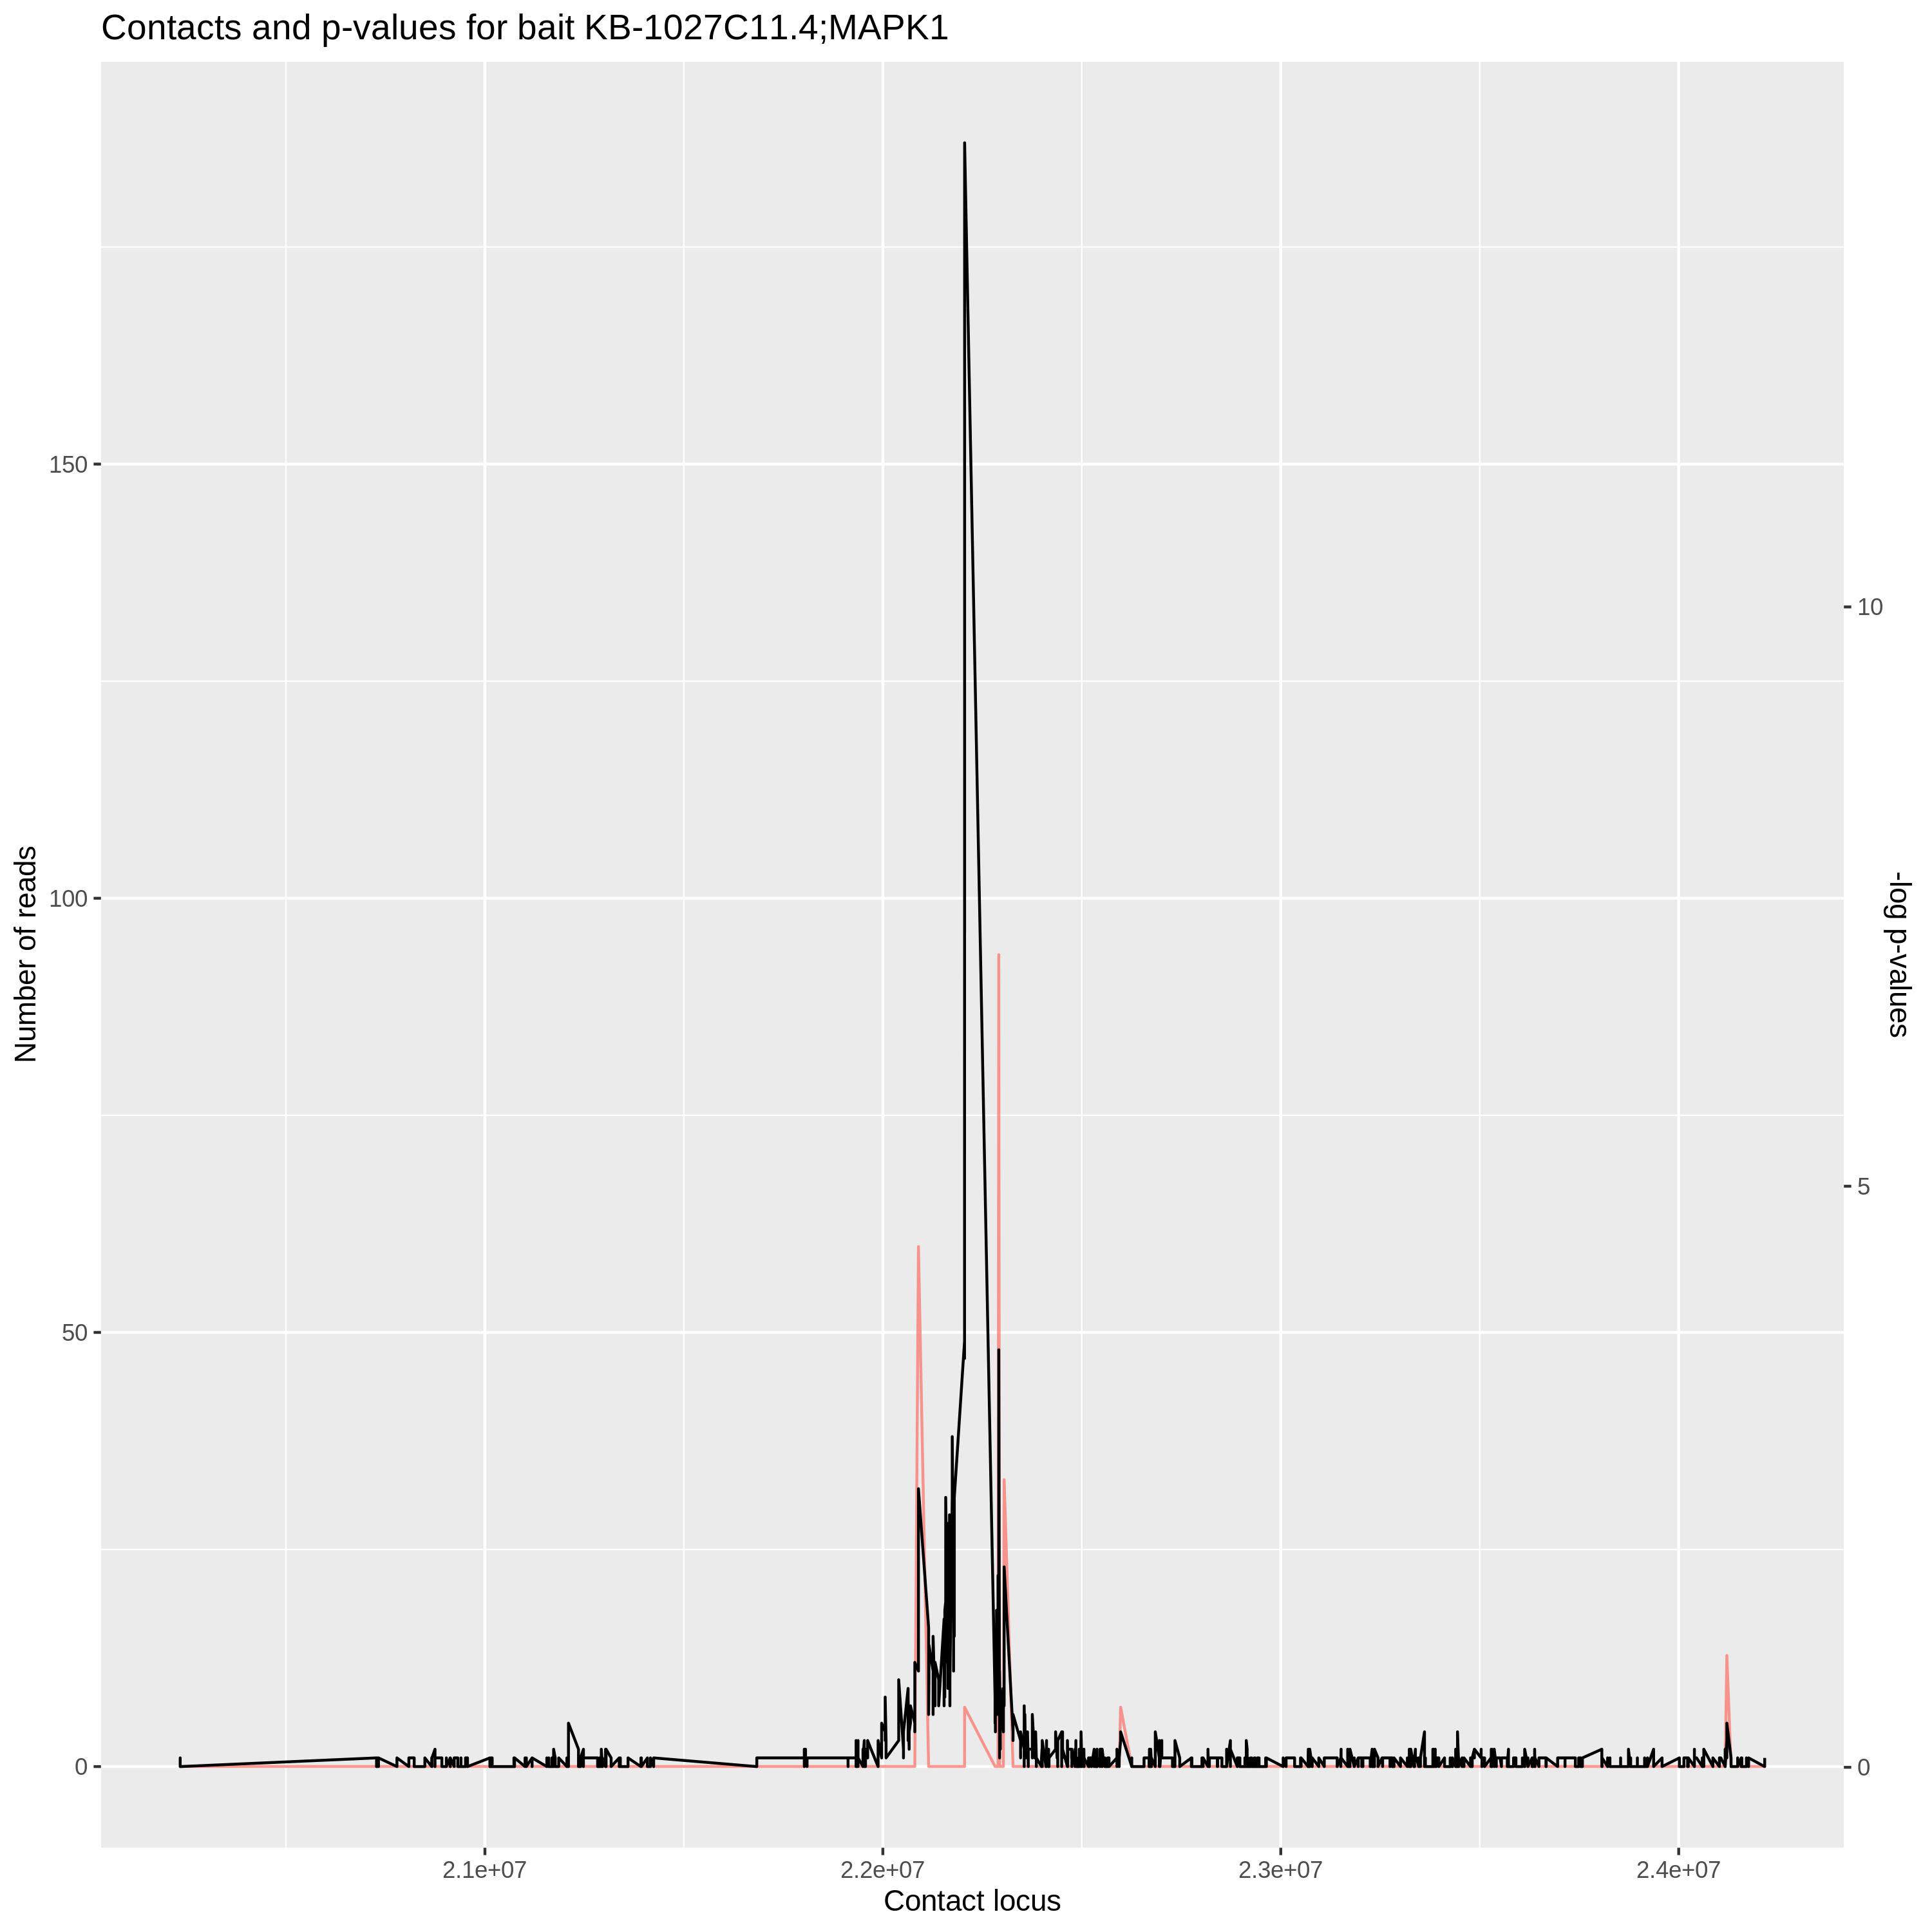 Contacts and p-values for bait KB-1027C11.4;MAPK1
Number of reads
150
100
50
0
10
5
0
-log p-values
2.1e+07
2.2e+07
2.3e+07
2.4e+07
Contact locus